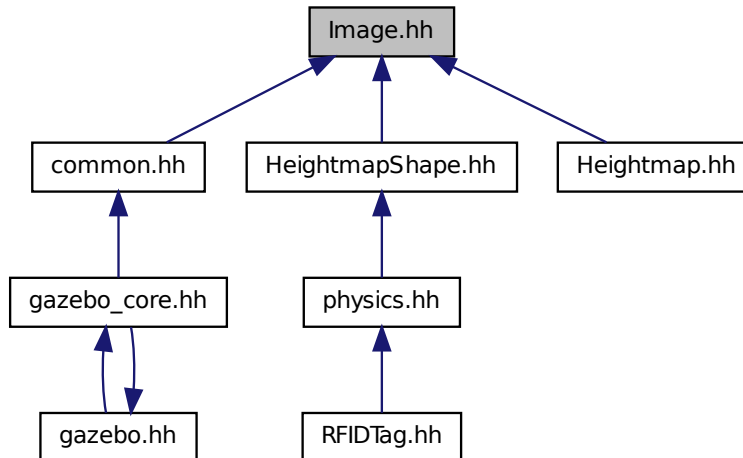 Image.hh
common.hh
HeightmapShape.hh
Heightmap.hh
gazebo_core.hh
physics.hh
gazebo.hh
RFIDTag.hh